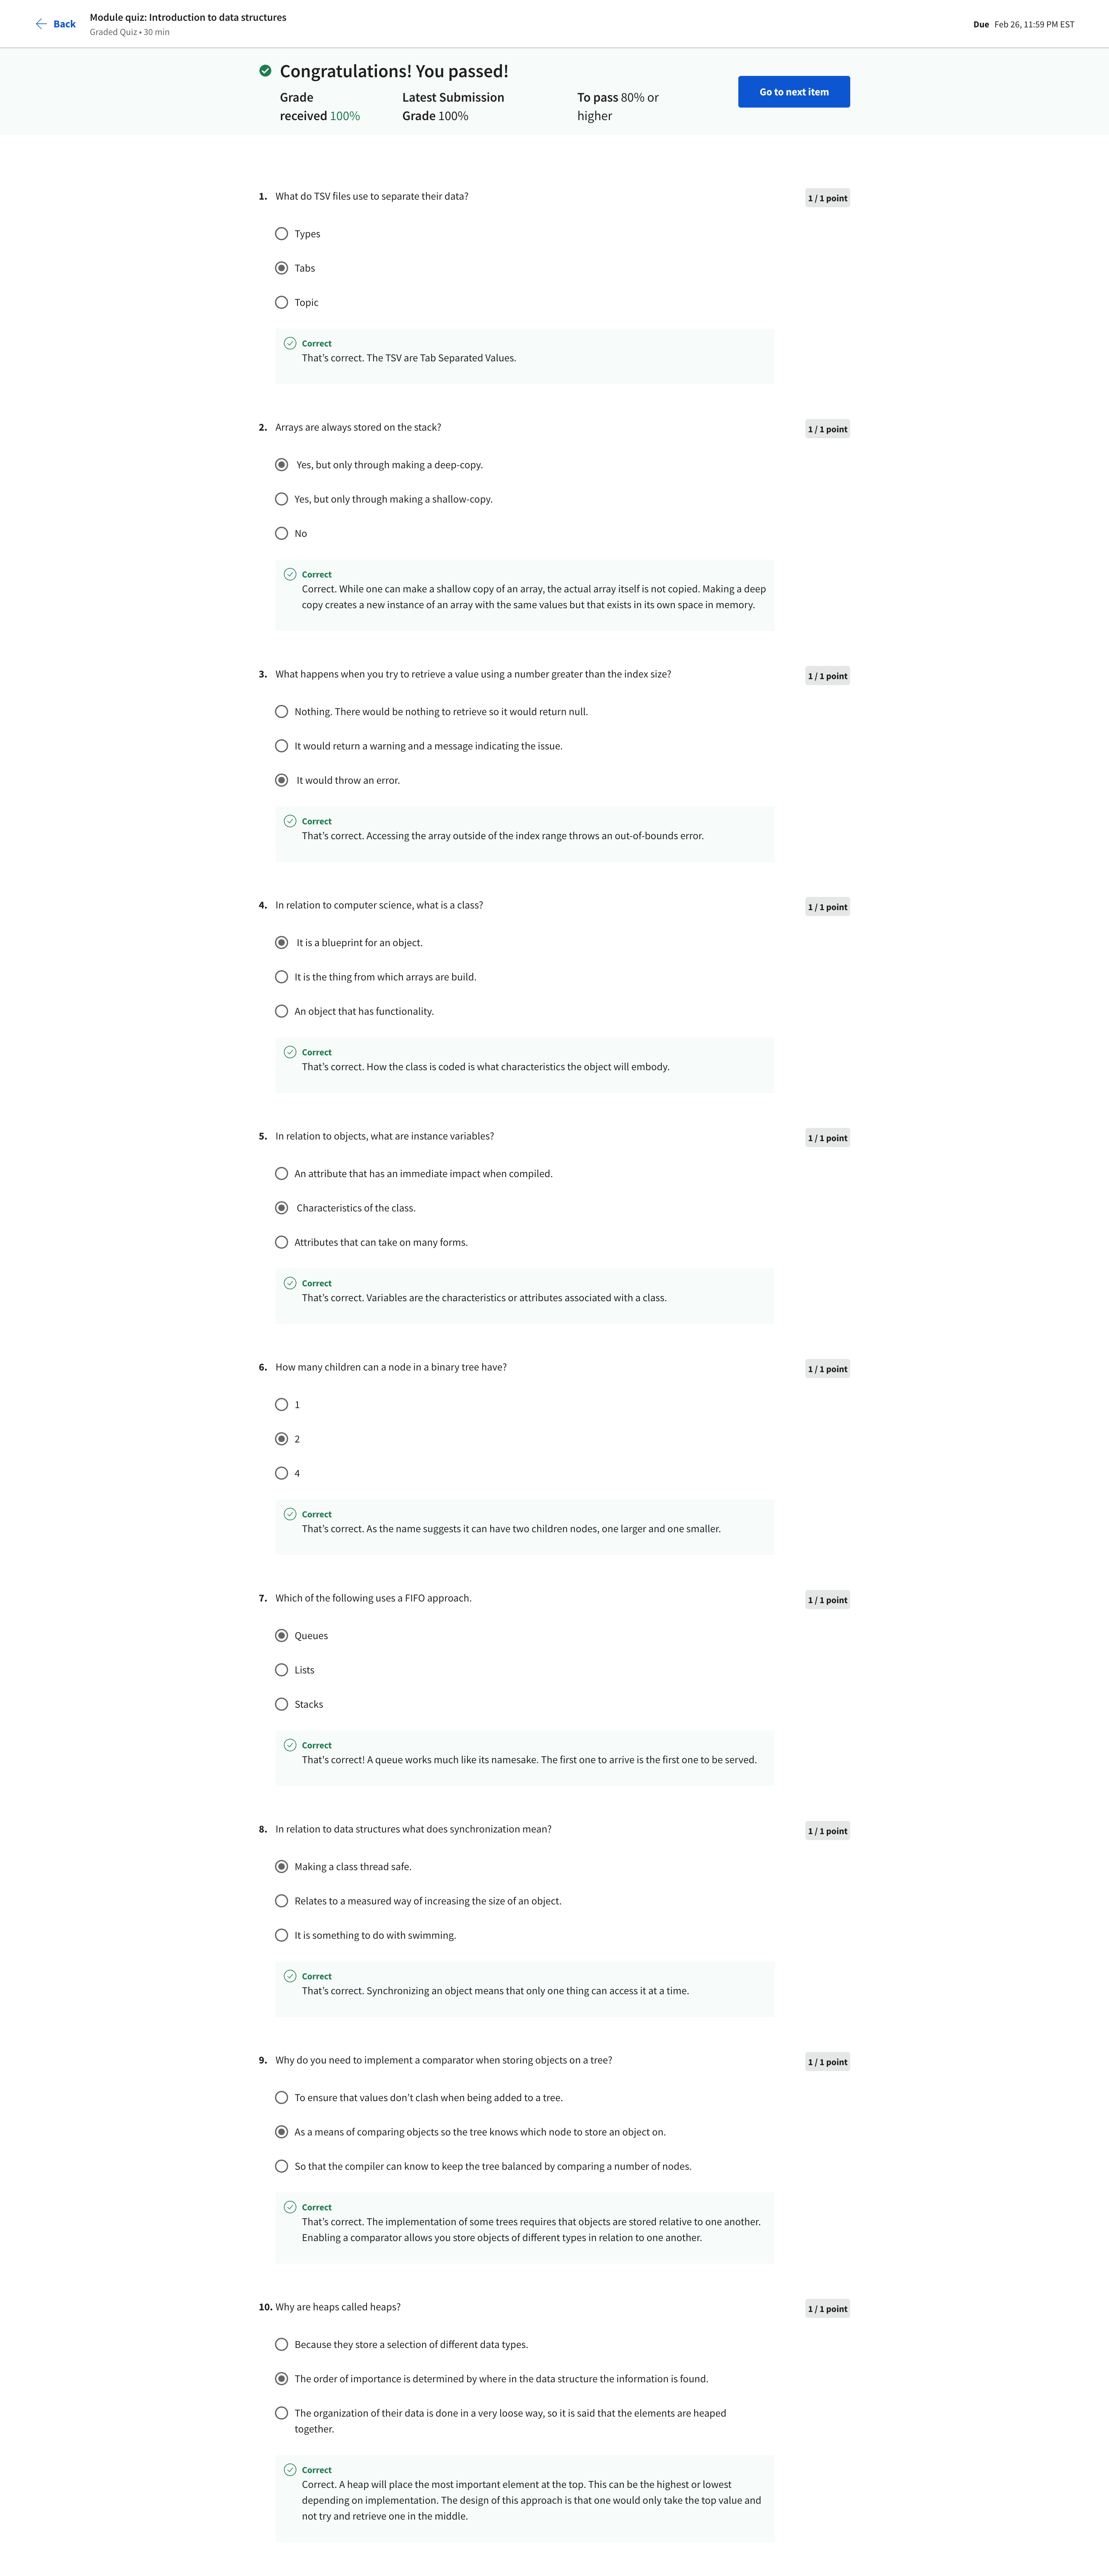 Back
Module quiz: Introduction to data structures
Graded Quiz • 30 min
Due Feb 26, 11:59 PM EST
Congratulations! You passed!
Grade
received 100%
Latest Submission
Grade 100%
To pass 80% or
higher
Go to next item
1. What do TSV files use to separate their data?
1 / 1 point
Types
Tabs
Topic
Correct
That's correct. The TSV are Tab Separated Values.
2. Arrays are always stored on the stack?
1 / 1 point
Yes, but only through making a deep-copy.
Yes, but only through making a shallow-copy.
No
Correct
Correct. While one can make a shallow copy of an array, the actual array itself is not copied. Making a deep
copy creates a new instance of an array with the same values but that exists in its own space in memory.
3. What happens when you try to retrieve a value using a number greater than the index size?
1 / 1 point
Nothing. There would be nothing to retrieve so it would return null.
It would return a warning and a message indicating the issue.
It would throw an error.
Correct
That's correct. Accessing the array outside of the index range throws an out-of-bounds error.
4. In relation to computer science, what is a class?
1 / 1 point
It is a blueprint for an object.
It is the thing from which arrays are build.
An object that has functionality.
Correct
That's correct. How the class is coded is what characteristics the object will embody.
5. In relation to objects, what are instance variables?
1 / 1 point
An attribute that has an immediate impact when compiled.
Characteristics of the class.
Attributes that can take on many forms.
Correct
That's correct. Variables are the characteristics or attributes associated with a class.
6. How many children can a node in a binary tree have?
1 / 1 point
1
2
4
Correct
That's correct. As the name suggests it can have two children nodes, one larger and one smaller.
7. Which of the following uses a FIFO approach.
1 / 1 point
Queues
Lists
Stacks
Correct
That's correct! A queue works much like its namesake. The first one to arrive is the first one to be served.
8. In relation to data structures what does synchronization mean?
1 / 1 point
Making a class thread safe.
Relates to a measured way of increasing the size of an object.
It is something to do with swimming.
Correct
That's correct. Synchronizing an object means that only one thing can access it at a time.
9. Why do you need to implement a comparator when storing objects on a tree?
1 / 1 point
To ensure that values don't clash when being added to a tree.
As a means of comparing objects so the tree knows which node to store an object on.
So that the compiler can know to keep the tree balanced by comparing a number of nodes.
Correct
That's correct. The implementation of some trees requires that objects are stored relative to one another.
Enabling a comparator allows you store objects of different types in relation to one another.
10. Why are heaps called heaps?
1 / 1 point
Because they store a selection of different data types.
The order of importance is determined by where in the data structure the information is found.
The organization of their data is done in a very loose way, so it is said that the elements are heaped
together.
Correct
Correct. A heap will place the most important element at the top. This can be the highest or lowest
depending on implementation. The design of this approach is that one would only take the top value and
not try and retrieve one in the middle.